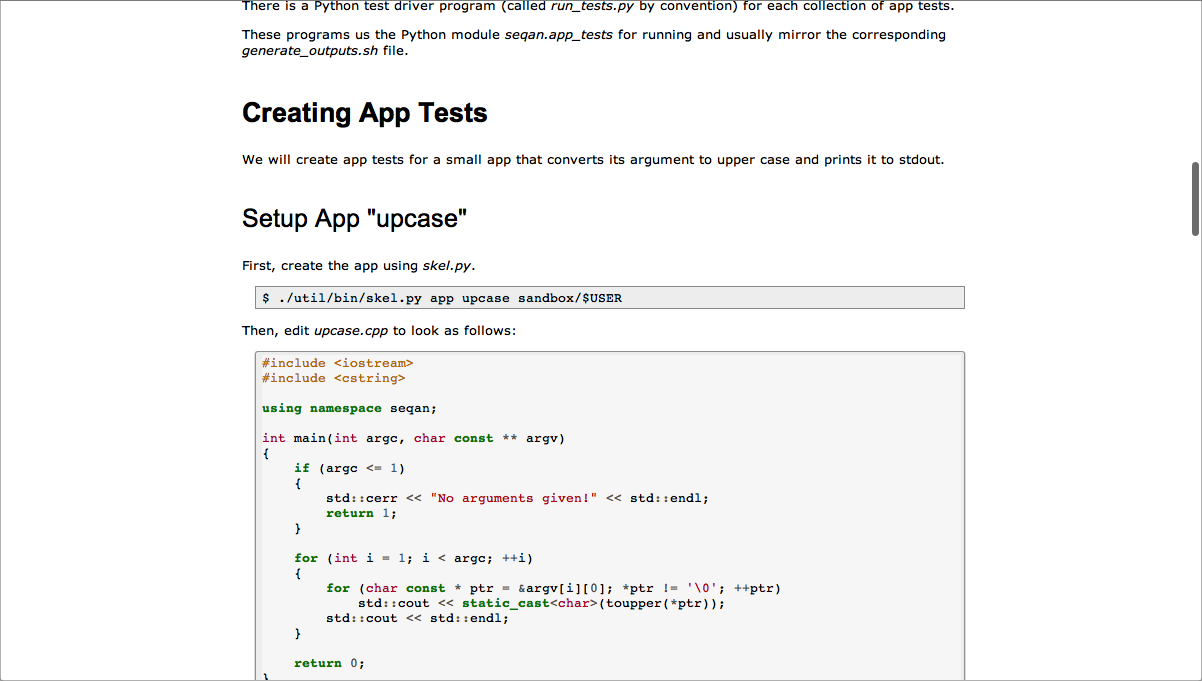 There is a Python test driver program (called run_tests.py by convention) for each collection of app tests.
These programs us the Python module seqan.app_tests for running and usually mirror the corresponding
generate_outputs.sh file.
Creating App Tests
We will create app tests for a small app that converts its argument to upper case and prints it to stdout.
Setup App "upcase"
First, create the app using skel.py.
$ ./util/bin/skel.py app upcase sandbox/$USER
Then, edit upcase.cpp to look as follows:
#include <iostream>
#include <cstring>
using namespace seqan;
int main(int argc, char const ** argv)
{
    if (argc <= 1)
    {
        std::cerr << "No arguments given!" << std::endl;
        return 1;
    }
    for (int i = 1; i < argc; ++i)
    {
        for (char const * ptr = &argv[i][0]; *ptr != '\0'; ++ptr)
            std::cout << static_cast<char>(toupper(*ptr));
        std::cout << std::endl;
    }
    return 0;
}